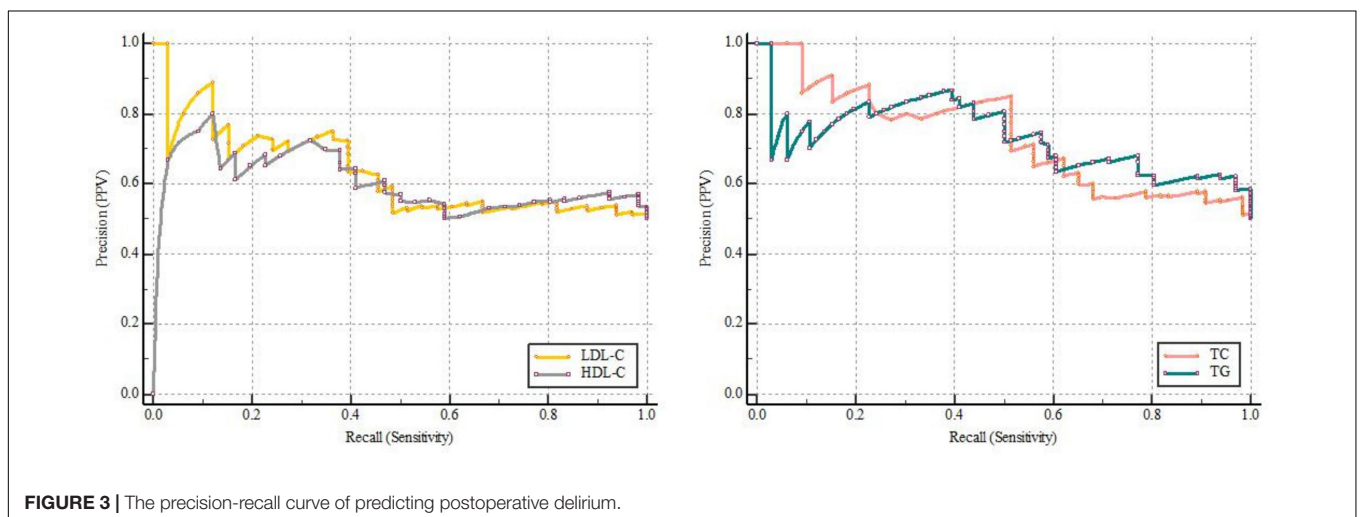 1.0
0.8
0.6
0.4
0.2
0.0
Precision (PPV)
0.0 0.2 0.4 0.6 0.8 1.0
Recall (Sensitivity)
LDL-C
HDL-C
1.0
0.8
0.6
0.4
0.2
0.0
Precision (PPV)
0.0 0.2 0.4 0.6 0.8 1.0
Recall (Sensitivity)
TC
TG
FIGURE 3 | The precision-recall curve of predicting postoperative delirium.